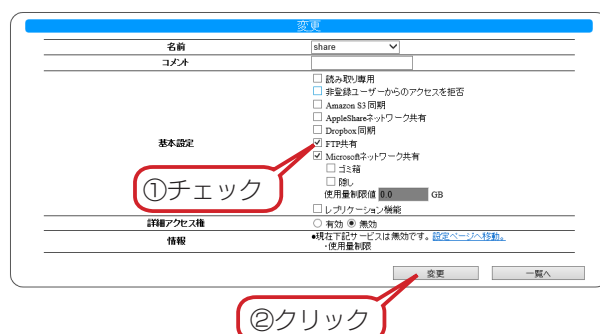 変更
名前 share
コメント
基本設定
読み取り専用
非登録ユーザーからのアクセスを拒否
Amazon S3 同期
AppleShareネットワーク共有
Dropbox 同期
FTP共有
Microsoftネットワーク共有
ゴミ箱
隠し
使用量制限値 0.0 GB
レプリケーション機能
①チェック
詳細アクセス権 有効 無効
情報 ●現在下記サービスは無効です。設定ページへ移動。
・使用量制限
変更 一覧へ
②クリック